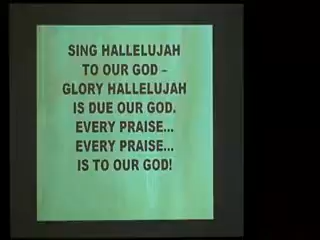 SING HALLELUJAH
TO OUR GOD –
GLORY HALLELUJAH
IS DUE OUR GOD.
EVERY PRAISE...
EVERY PRAISE...
IS TO OUR GOD!